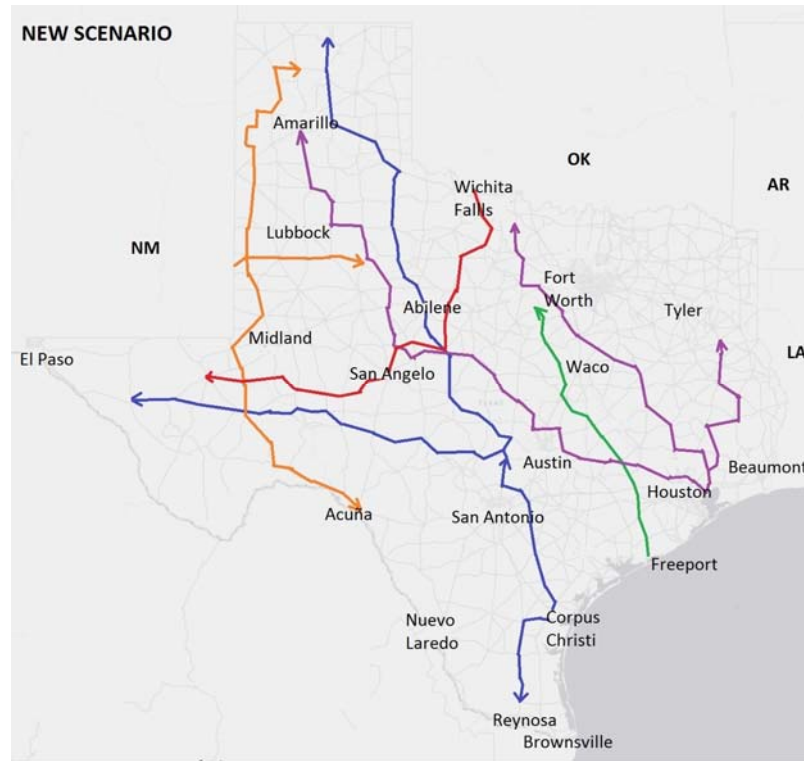 NEW SCENARIO
Amarillo
OK
AR
Wichita
Fallls
NM
Lubbock
Fort
Worth
Abilene
Tyler
Midland
LA
El Paso
San Angelo
Waco
Austin
Beaumont
Houston
Acuña
San Antonio
Freeport
Nuevo
Laredo
Corpus
Christi
Reynosa
Brownsville